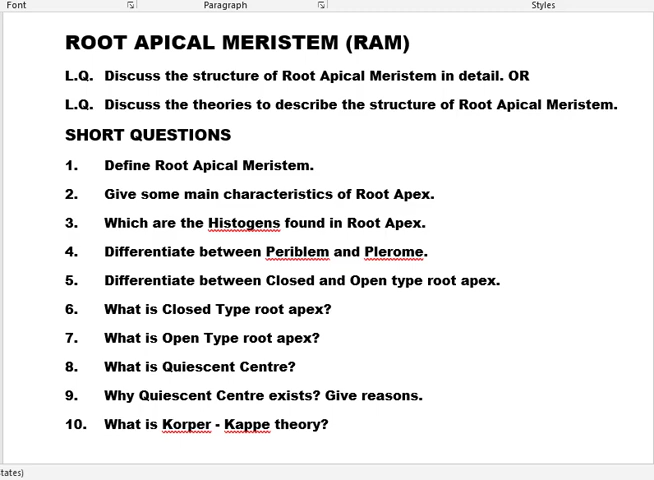 Font Paragraph Styles
ROOT APICAL MERISTEM (RAM)
L.Q. Discuss the structure of Root Apical Meristem in detail. OR
L.Q. Discuss the theories to describe the structure of Root Apical Meristem.
SHORT QUESTIONS
1. Define Root Apical Meristem.
2. Give some main characteristics of Root Apex.
3. Which are the Histogens found in Root Apex.
4. Differentiate between Periblem and Plerome.
5. Differentiate between Closed and Open type root apex.
6. What is Closed Type root apex?
7. What is Open Type root apex?
8. What is Quiescent Centre?
9. Why Quiescent Centre exists? Give reasons.
10. What is Korper - Kappe theory?
tates)